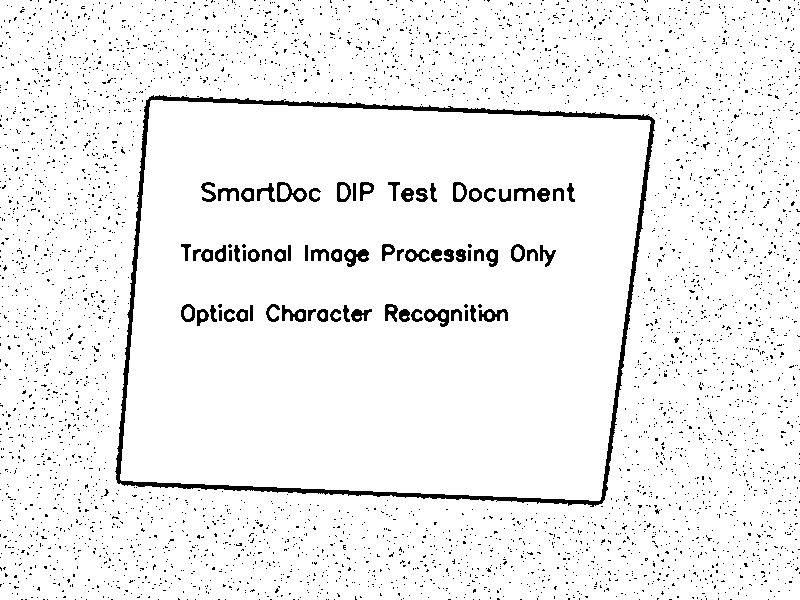 SmartDoc DIP Test Document
Traditional Image Processing Only
Optical Character Recognition